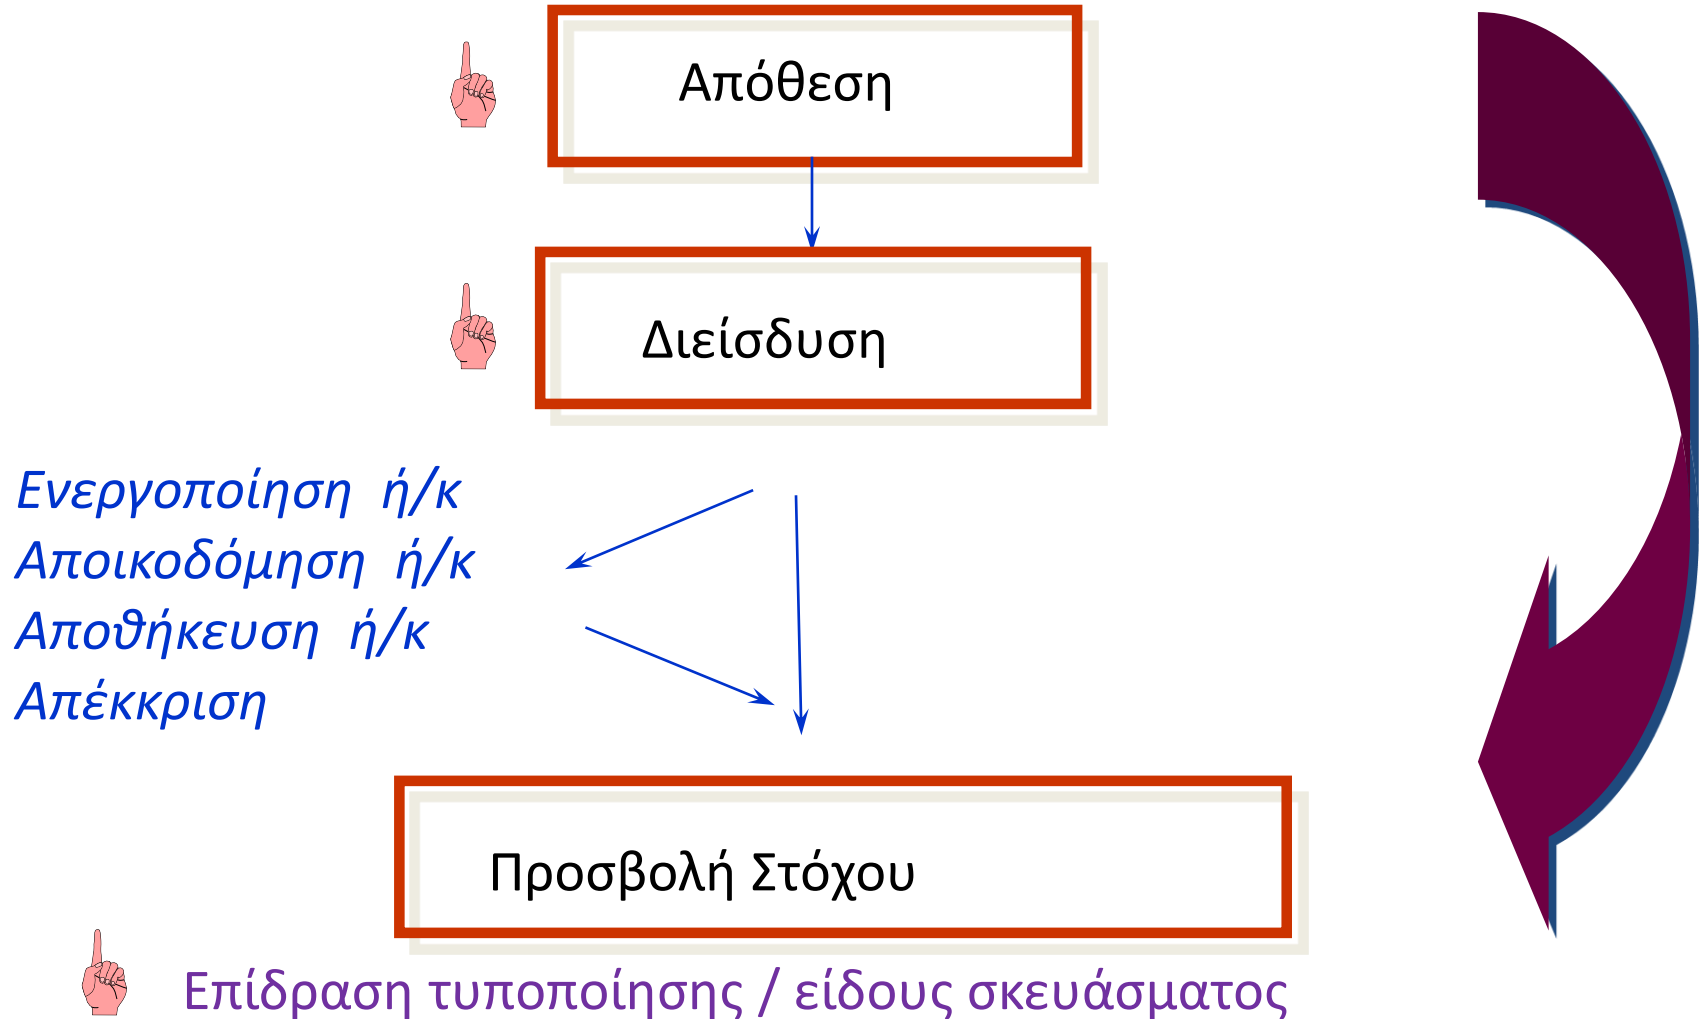 Απόθεση
Διείσδυση
Ενεργοποίηση ή/κ
Αποικοδόμηση ή/κ
Αποθήκευση ή/κ
Απέκκριση
Προσβολή Στόχου
Επίδραση τυποποίησης / είδους σκευάσματος